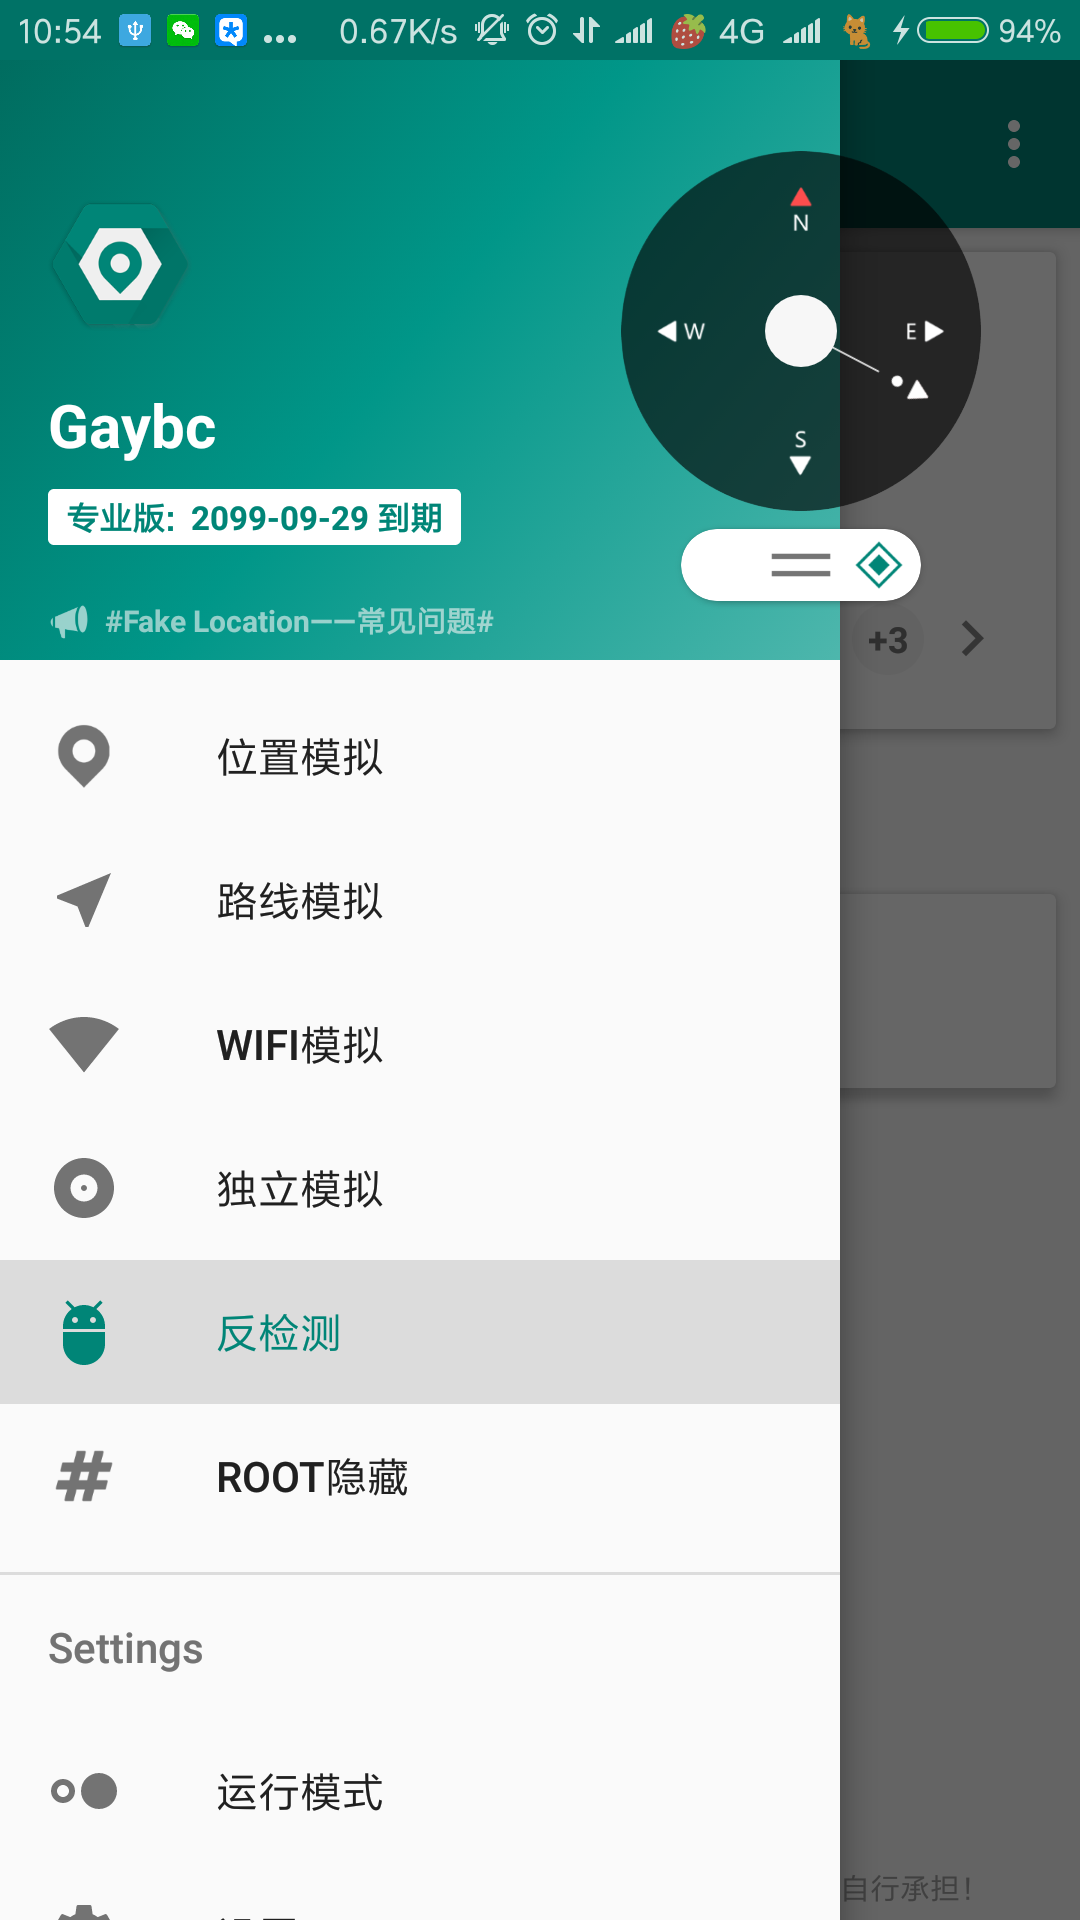 10:54 0.67K/s 4G 94%
N
W
E
S
Gaybc
专业版: 2099-09-29 到期
#Fake Location——常见问题#
+3
位置模拟
路线模拟
WIFI模拟
独立模拟
反检测
ROOT隐藏
Settings
运行模式
自行承担!